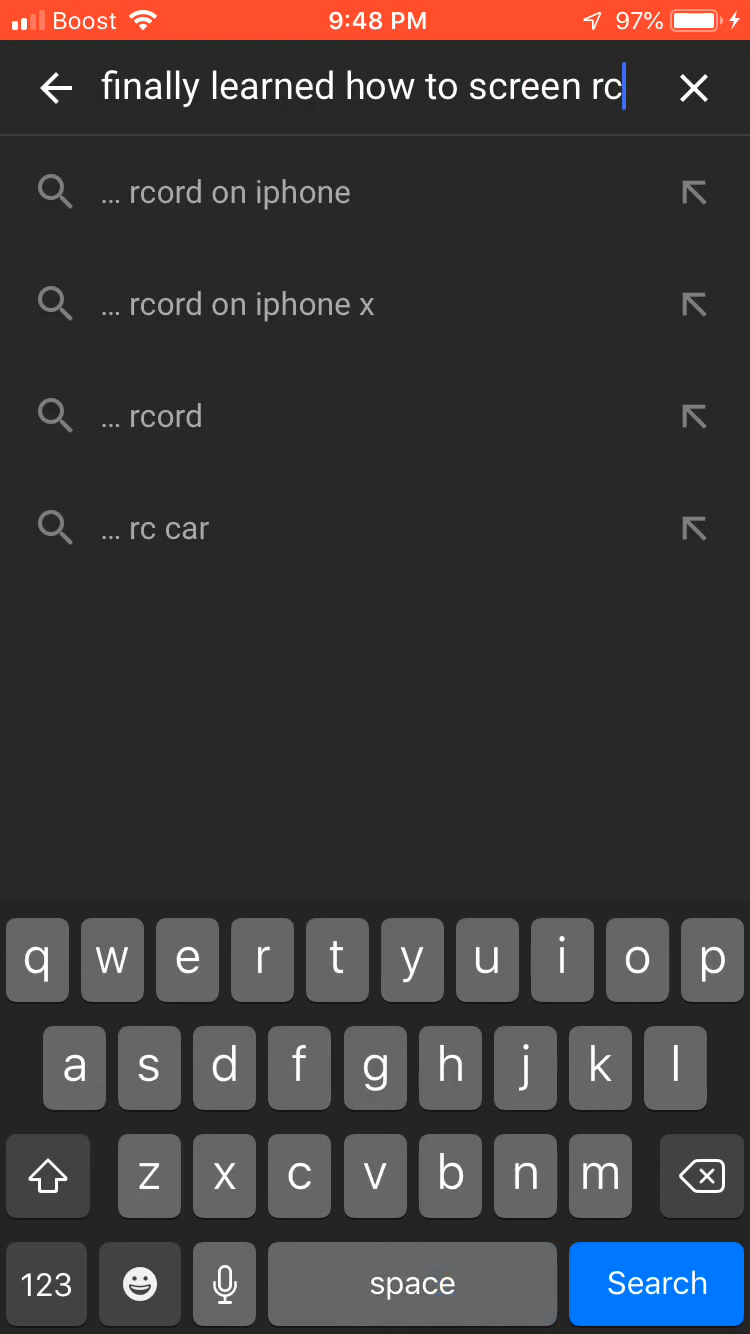 Boost 9:48 PM 97%
finally learned how to screen rc
... rcord on iphone
... rcord on iphone x
... rcord
... rc car
q w e r t y u i o p
a s d f g h j k l
z x c v b n m
123 space Search